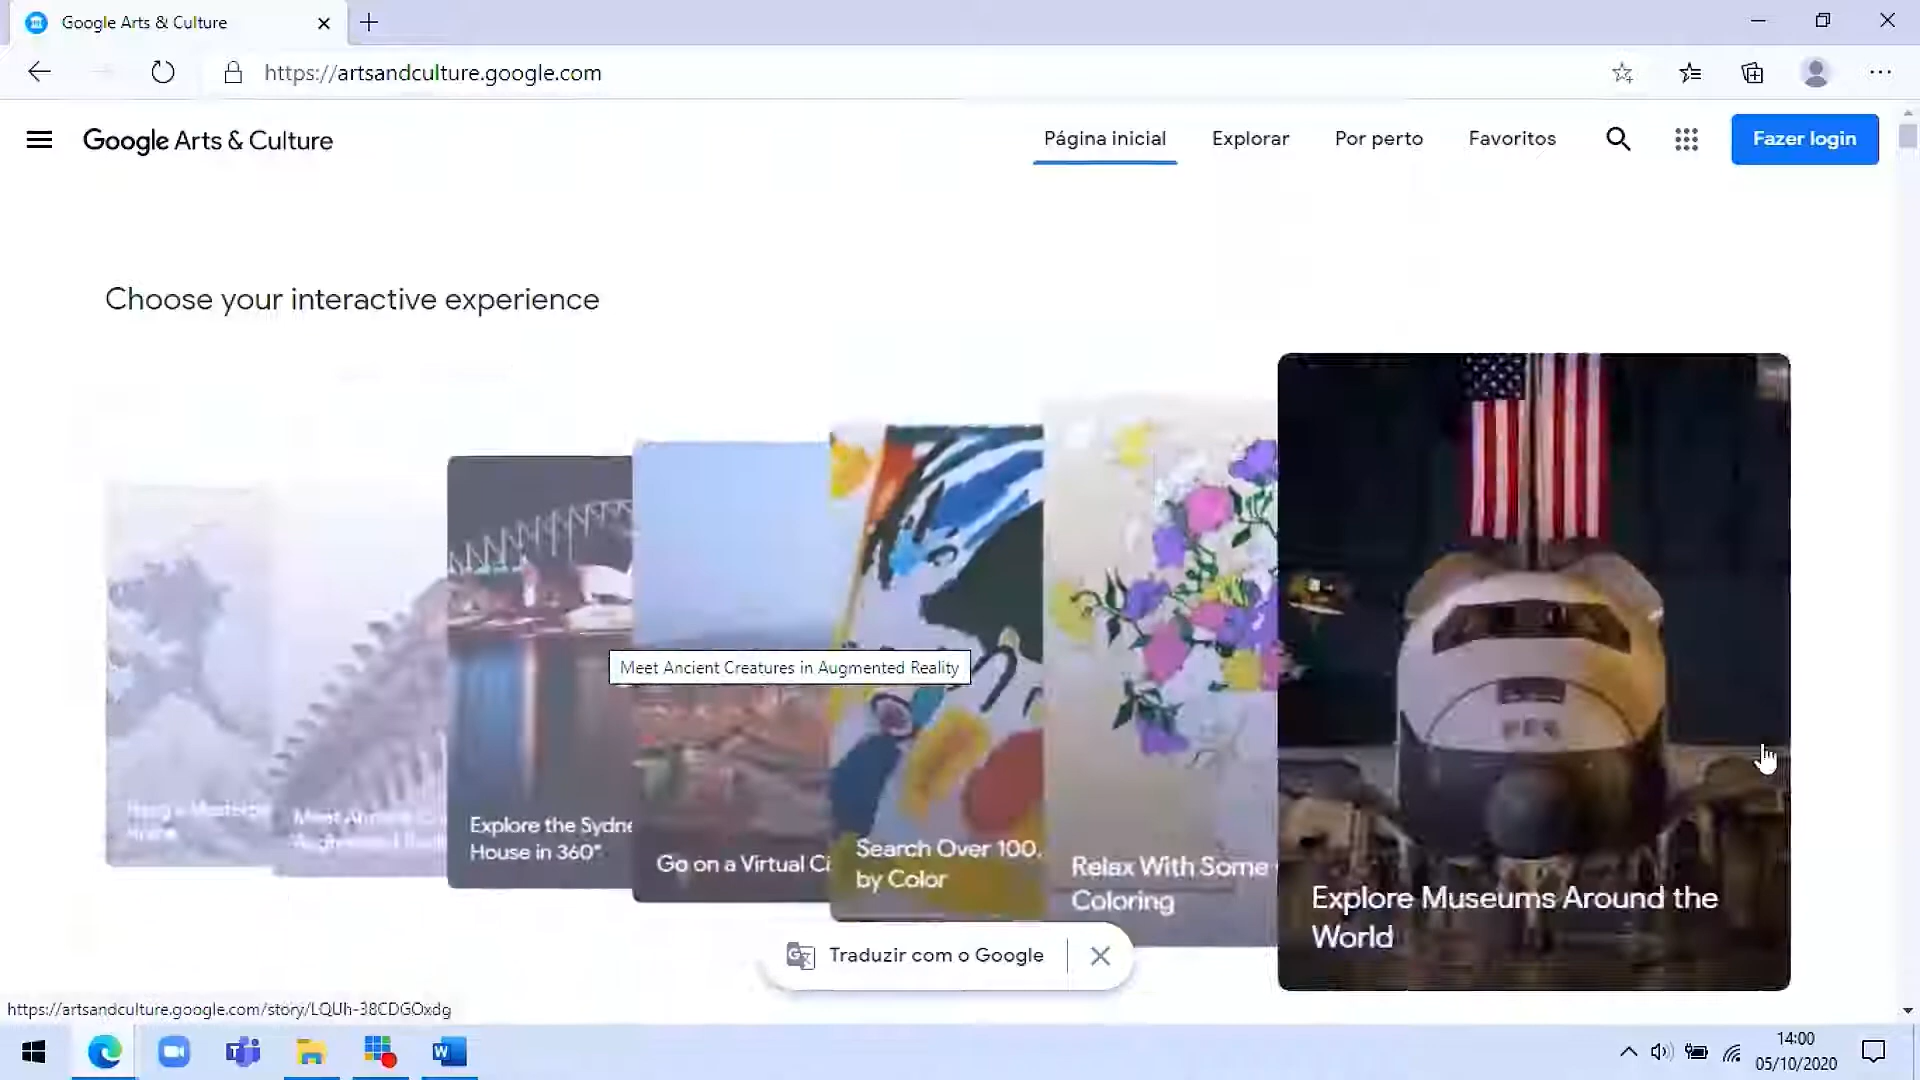 Google Arts & Culture
https://artsandculture.google.com
Google Arts & Culture
Página inicial
Explorar
Por perto
Favoritos
Fazer login
Choose your interactive experience
Meet Ancient Creatures in Augmented Reality
Explore the Sydne
House in 360°
Go on a Virtual Ci
Search Over 100,
by Color
Relax With Some
Coloring
Explore Museums Around the
World
Traduzir com o Google
https://artsandculture.google.com/story/LQUh-38CDGOxdg
14:00
05/10/2020